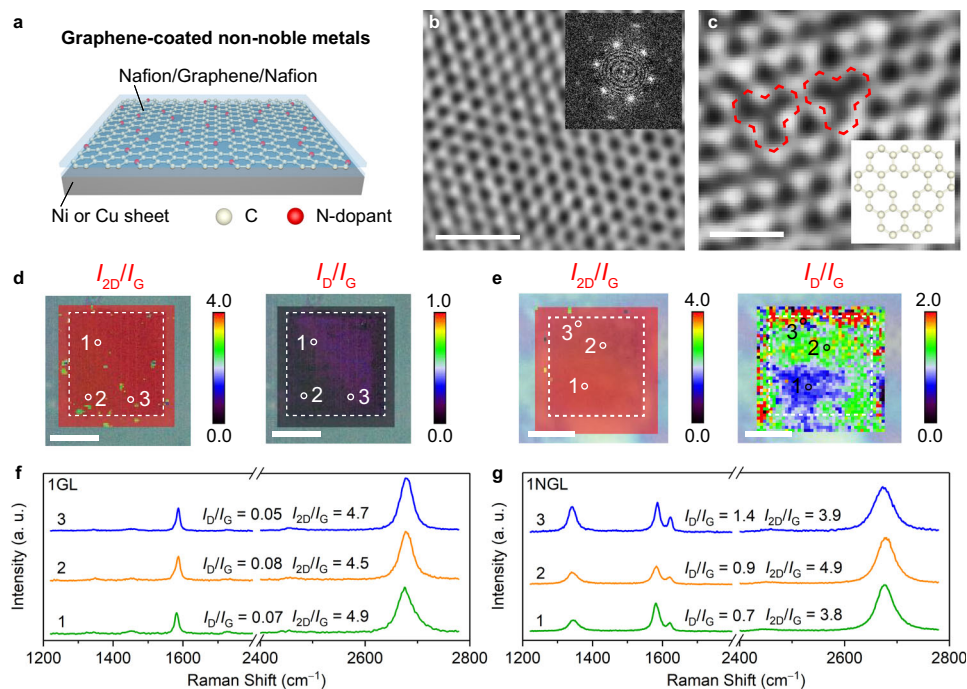 a
Graphene-coated non-noble metals
Nafion/Graphene/Nafion
Ni or Cu sheet
C
N-dopant
b
c
d
I2D/IG
4.0
0.0
1
2
3
ID/IG
1.0
0.0
1
2
3
e
I2D/IG
4.0
0.0
3
2
1
ID/IG
2.0
0.0
3
2
1
f
1GL
3
ID/IG = 0.05 I2D/IG = 4.7
2
ID/IG = 0.08 I2D/IG = 4.5
1
ID/IG = 0.07 I2D/IG = 4.9
Intensity (a. u.)
1200 1600 2400 2800
Raman Shift (cm⁻¹)
g
1NGL
3
ID/IG = 1.4 I2D/IG = 3.9
2
ID/IG = 0.9 I2D/IG = 4.9
1
ID/IG = 0.7 I2D/IG = 3.8
Intensity (a. u.)
1200 1600 2400 2800
Raman Shift (cm⁻¹)